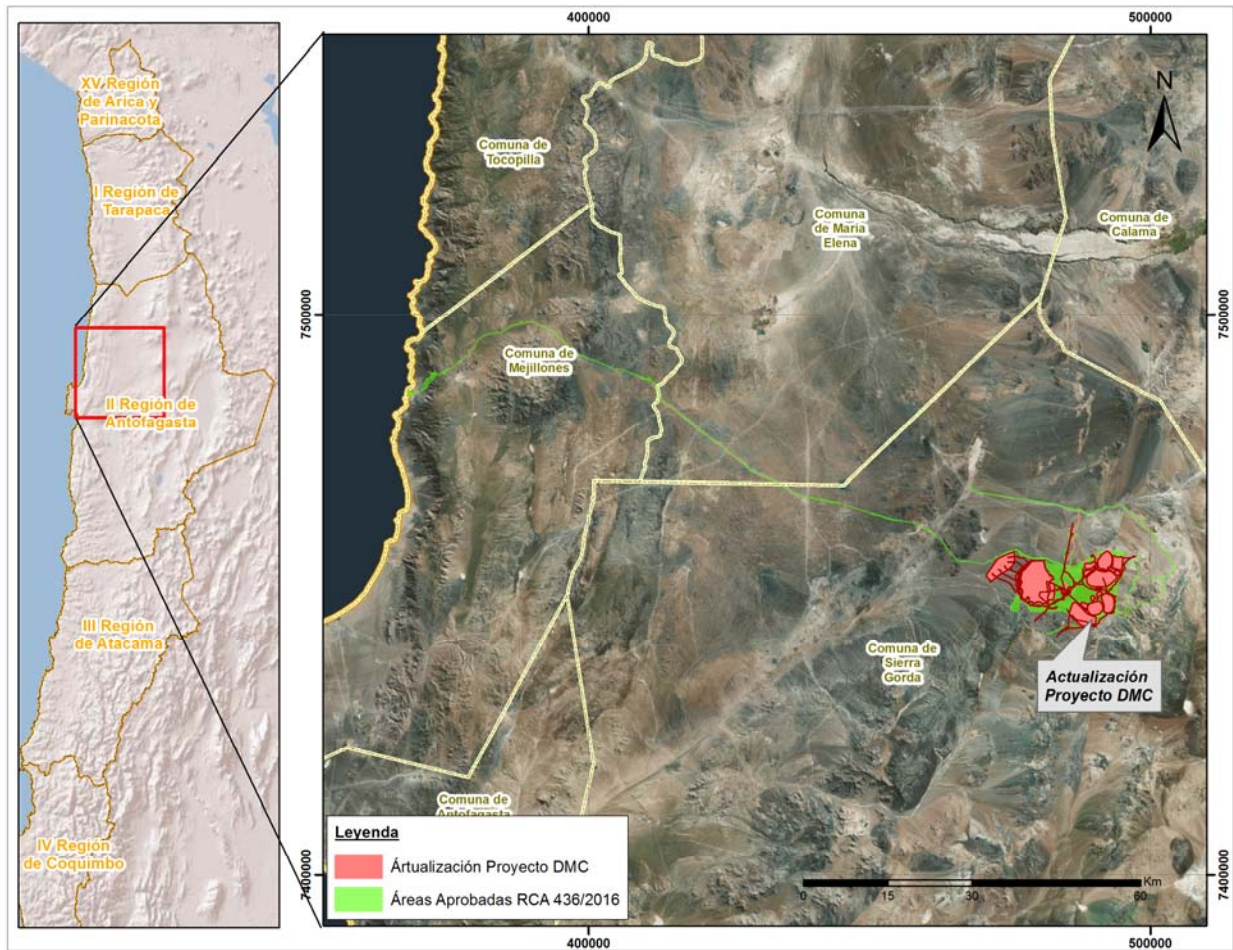 XV Región
de Arica y
Parinacota
I Región de
Tarapaca
II Región de
Antofagasta
III Región
de Atacama
IV Región
de Coquimbo
400000
500000
N
Comuna de
Tocopilla
Comuna
de María
Elena
Comuna de
Calama
7500000
7500000
Comuna de
Mejillones
Comuna de
Sierra
Gorda
Actualización
Proyecto DMC
Comuna de
Antofagasta
Leyenda
Ártualización Proyecto DMC
Áreas Aprobadas RCA 436/2016
Km
0
15
30
60
7400000
7400000
400000
500000